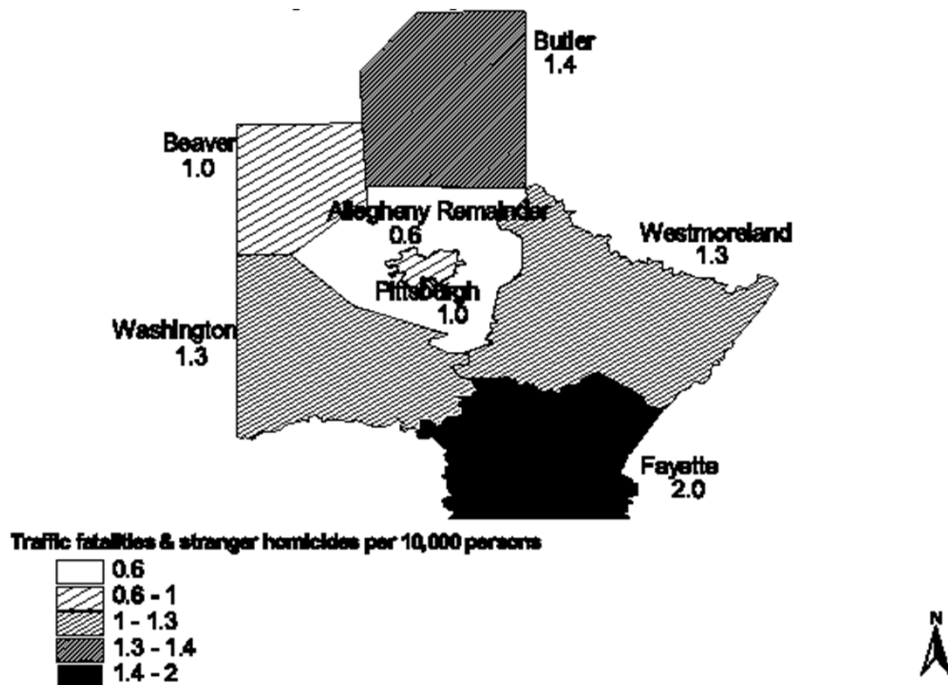 Butler
1.4
Beaver
1.0
Allegheny Remainder
0.6
Westmoreland
1.3
Pittsburgh
1.0
Washington
1.3
Fayette
2.0
Traffic fatalities & stranger homicides per 10,000 persons
0.6
0.6 - 1
1 - 1.3
1.3 - 1.4
1.4 - 2
N